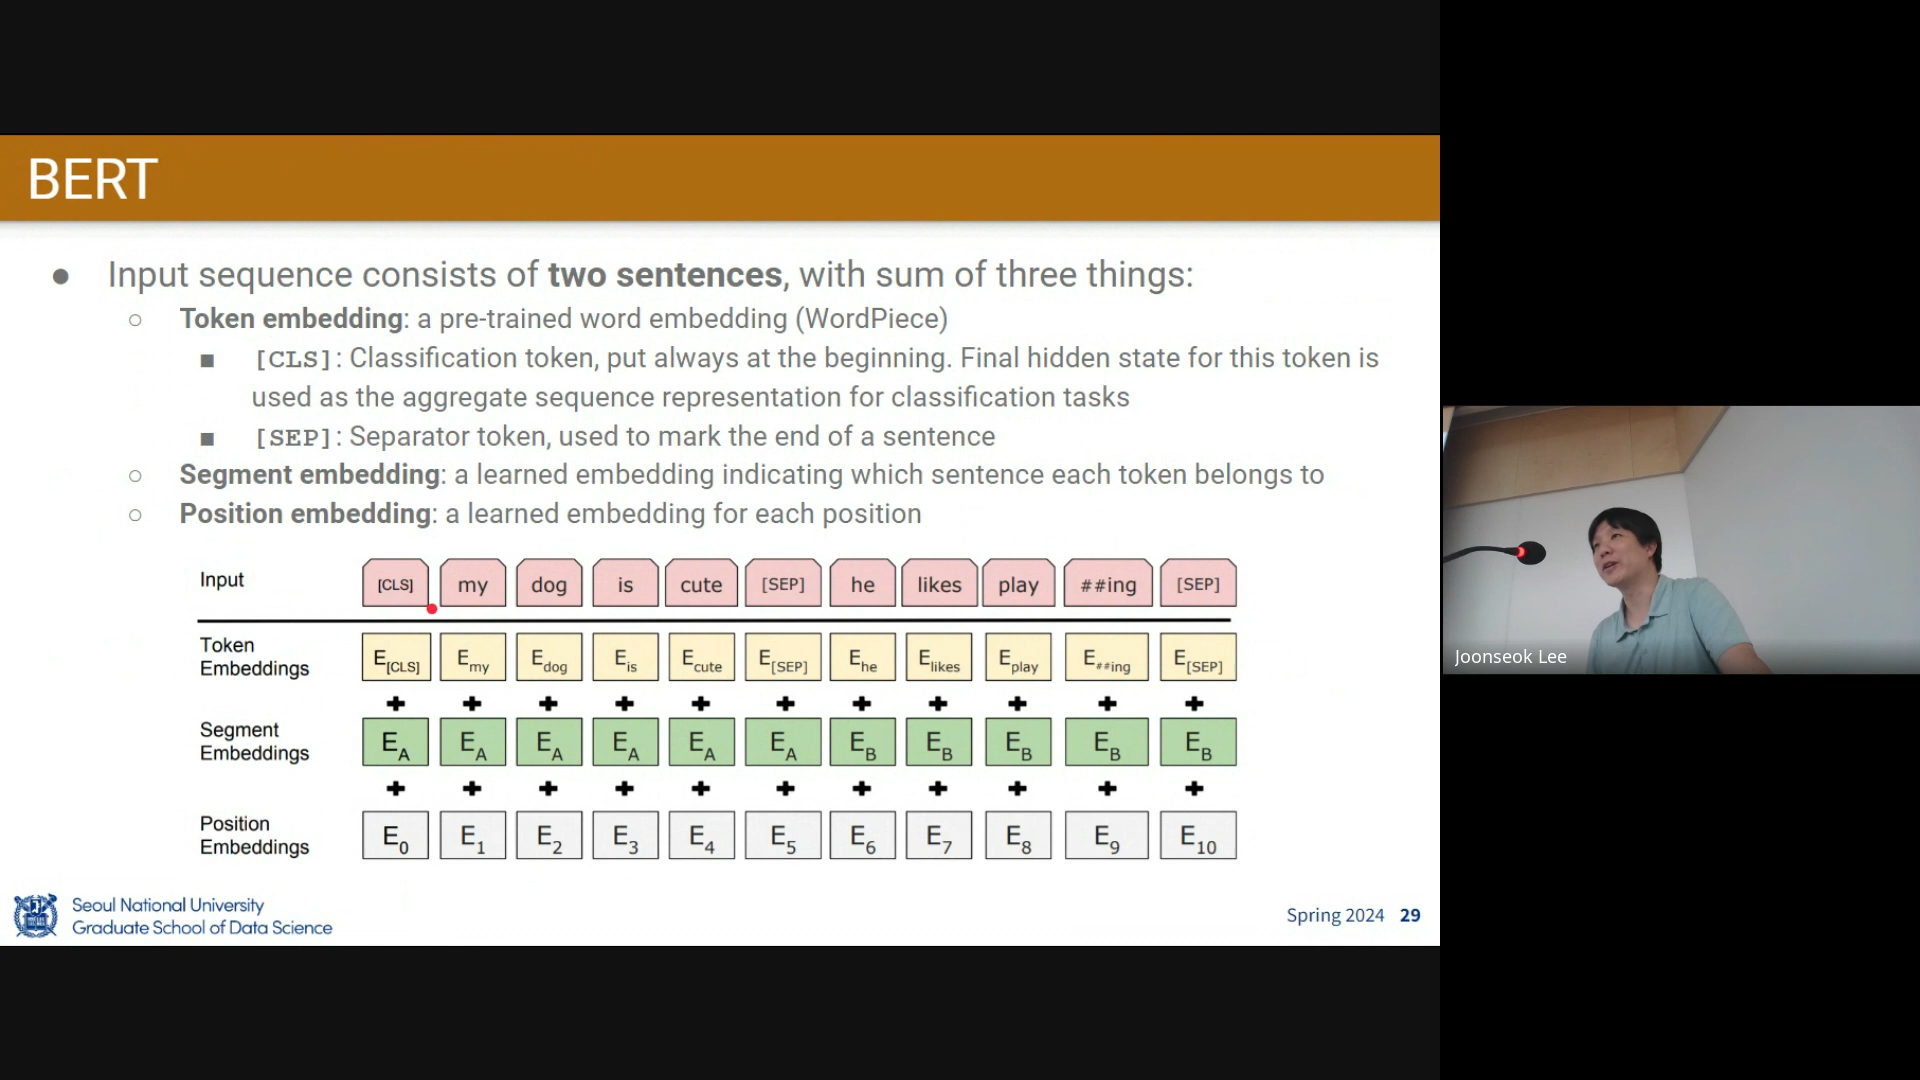 BERT
● Input sequence consists of two sentences, with sum of three things:
○ Token embedding: a pre-trained word embedding (WordPiece)
■ [CLS]: Classification token, put always at the beginning. Final hidden state for this token is
used as the aggregate sequence representation for classification tasks
■ [SEP]: Separator token, used to mark the end of a sentence
○ Segment embedding: a learned embedding indicating which sentence each token belongs to
○ Position embedding: a learned embedding for each position
Input [CLS] my dog is cute [SEP] he likes play ##ing [SEP]
Token
Embeddings
E[CLS] Emy Edog Eis Ecute E[SEP] Ehe Elikes Eplay E##ing E[SEP]
+ + + + + + + + + + +
Segment
Embeddings
EA EA EA EA EA EA EB EB EB EB EB
+ + + + + + + + + + +
Position
Embeddings
E0 E1 E2 E3 E4 E5 E6 E7 E8 E9 E10
Seoul National University
Graduate School of Data Science
Spring 2024 29
Joonseok Lee